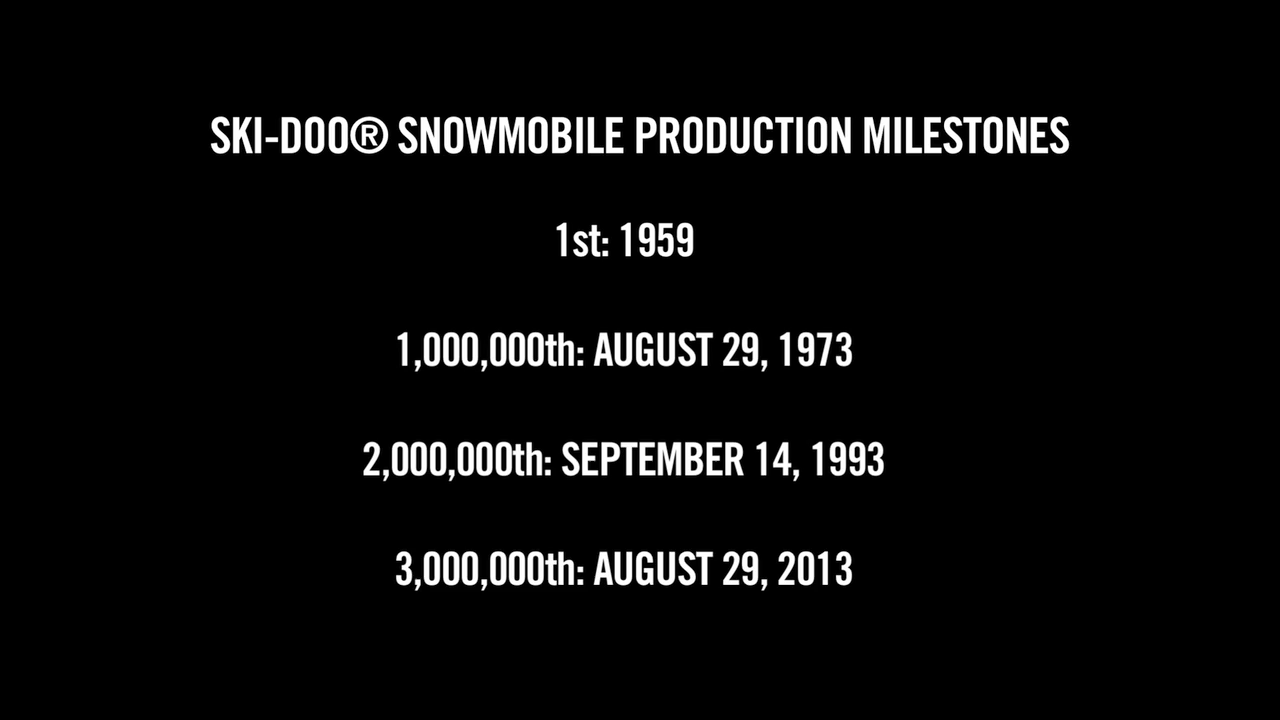 SKI-DOO® SNOWMOBILE PRODUCTION MILESTONES
1st: 1959
1,000,000th: AUGUST 29, 1973
2,000,000th: SEPTEMBER 14, 1993
3,000,000th: AUGUST 29, 2013